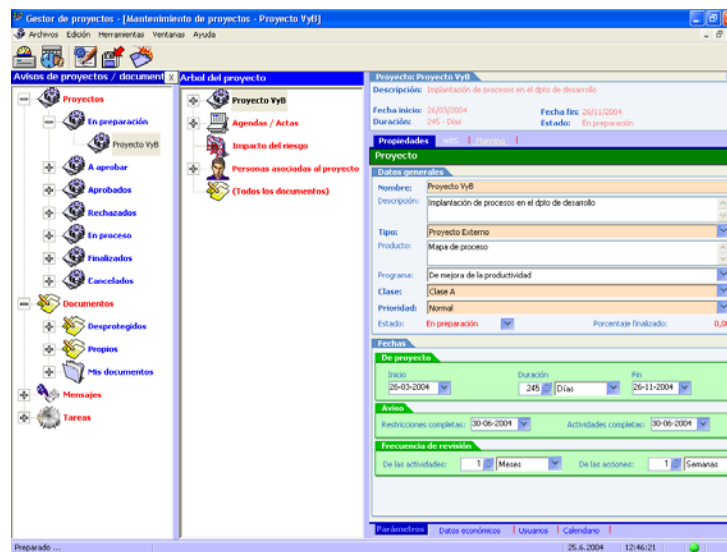 Gestor de proyectos - [Mantenimiento de proyectos - Proyecto VyB]
Archivos Edición Herramientas Ventanas Ayuda
Avisos de proyectos / document x
Proyectos
En preparación
Proyecto VyB
A aprobar
Aprobados
Rechazados
En proceso
Finalizados
Cancelados
Documentos
Desprotegidos
Propios
Mis documentos
Mensajes
Tareas
Arbol del proyecto
Proyecto VyB
Agendas / Actas
Impacto del riesgo
Personas asociadas al proyecto
(Todos los documentos)
Proyecto: Proyecto VyB
Descripción: Implantación de procesos en el dpto de desarrollo
Fecha inicio: 26/03/2004 Fecha fin: 26/11/2004
Duración: 245 - Días Estado: En preparación
Propiedades WBS Planning
Proyecto
Datos generales
Nombre: Proyecto VyB
Descripción: Implantación de procesos en el dpto de desarrollo
Tipo: Proyecto Externo
Producto: Mapa de proceso
Programa: De mejora de la productividad
Clase: Clase A
Prioridad: Normal
Estado: En preparación Porcentaje finalizado: 0,00
Fechas
De proyecto
Inicio Duración Fin
26-03-2004 245 Días 26-11-2004
Aviso
Restricciones completas: 30-06-2004 Actividades completas: 30-06-2004
Frecuencia de revisión
De las actividades: 1 Meses De las acciones: 1 Semanas
Parámetros Datos económicos Usuarios Calendario
Preparado ... 25.6.2004 12:46:21